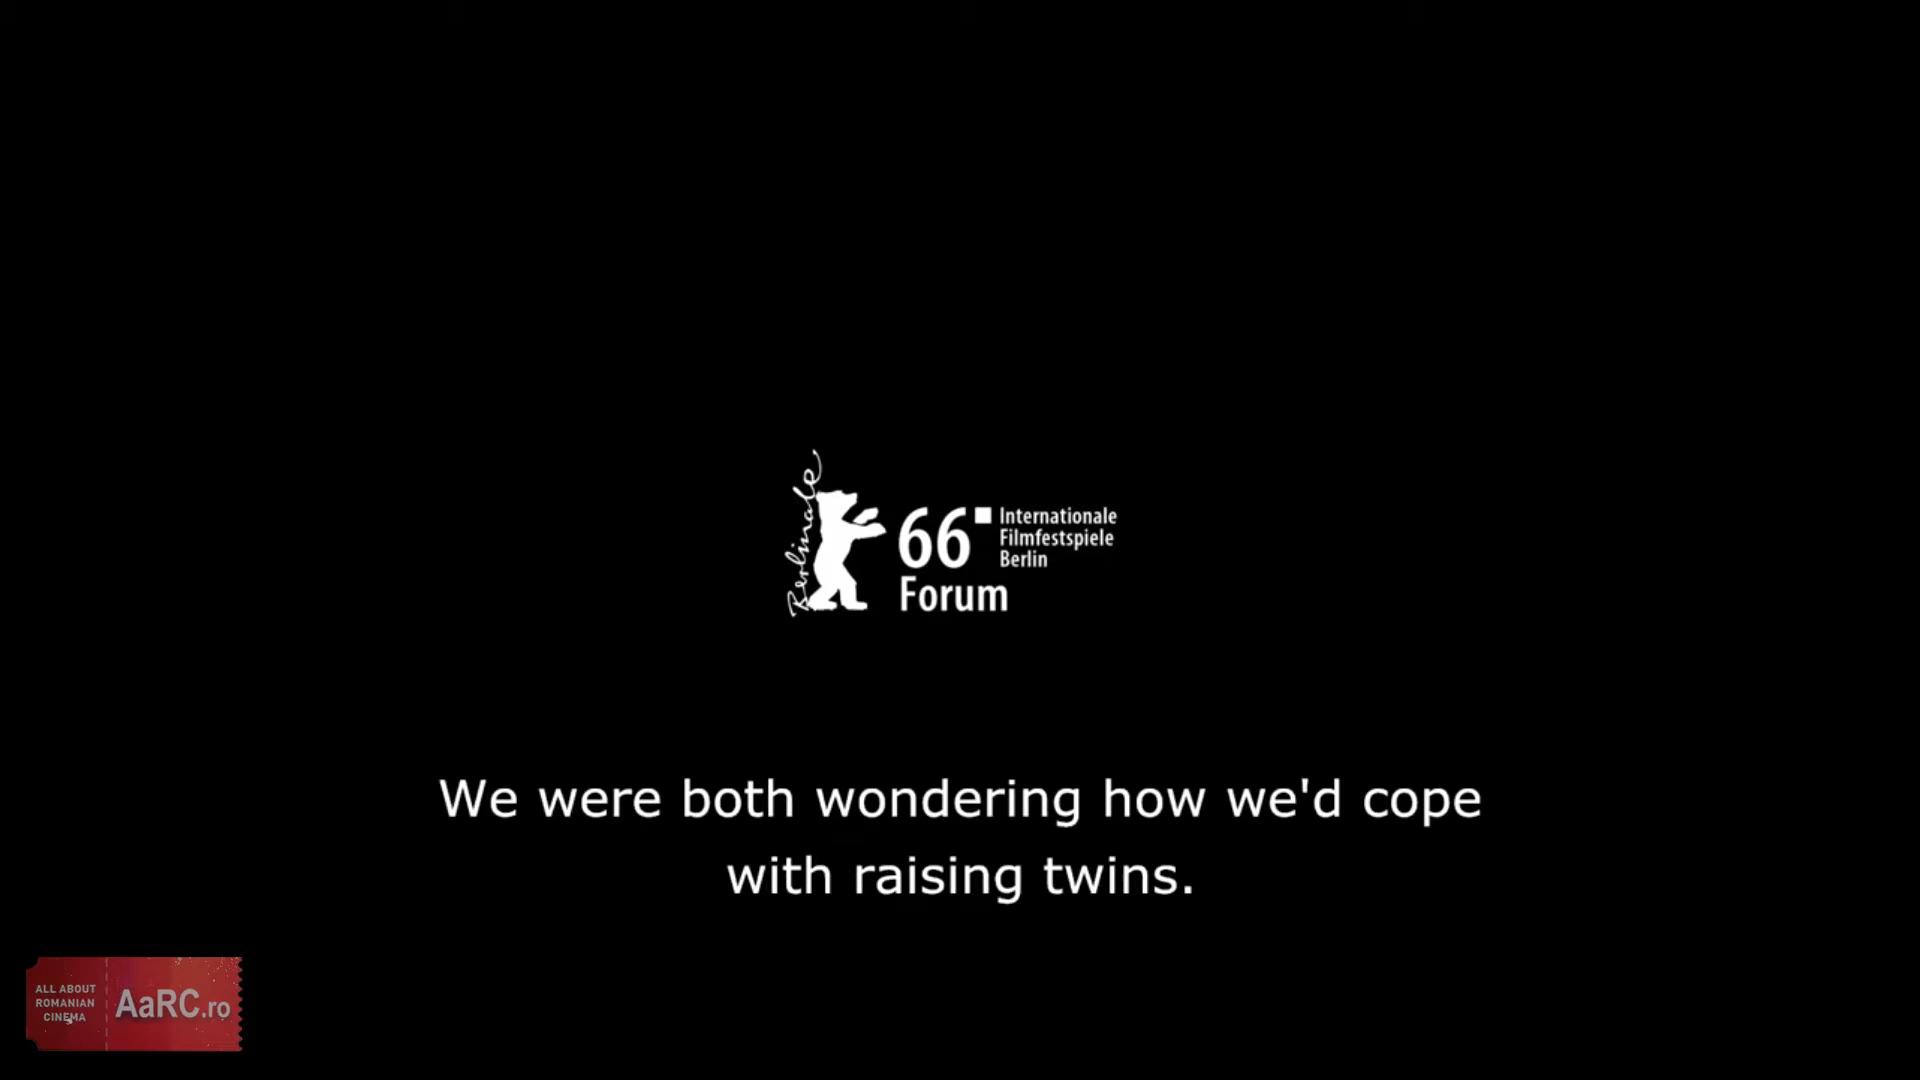 Berlinale
66
Internationale
Filmfestspiele
Berlin
Forum
We were both wondering how we'd cope
with raising twins.
ALL ABOUT
ROMANIAN
CINEMA
AaRC.ro